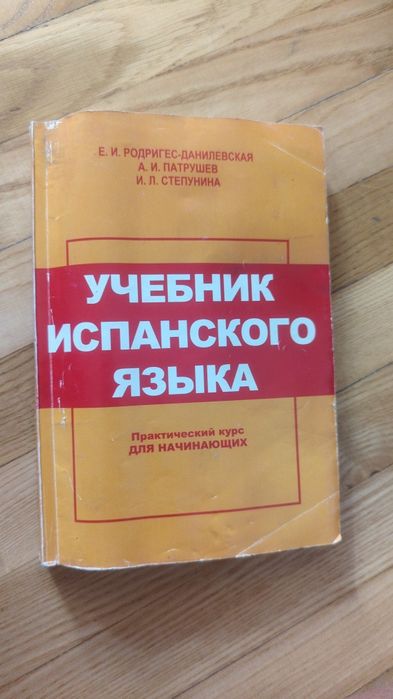 Е. И. РОДРИГЕС-ДАНИЛЕВСКАЯ
А. И. ПАТРУШЕВ
И. Л. СТЕПУНИНА
УЧЕБНИК
ИСПАНСКОГО
ЯЗЫКА
Практический курс
ДЛЯ НАЧИНАЮЩИХ